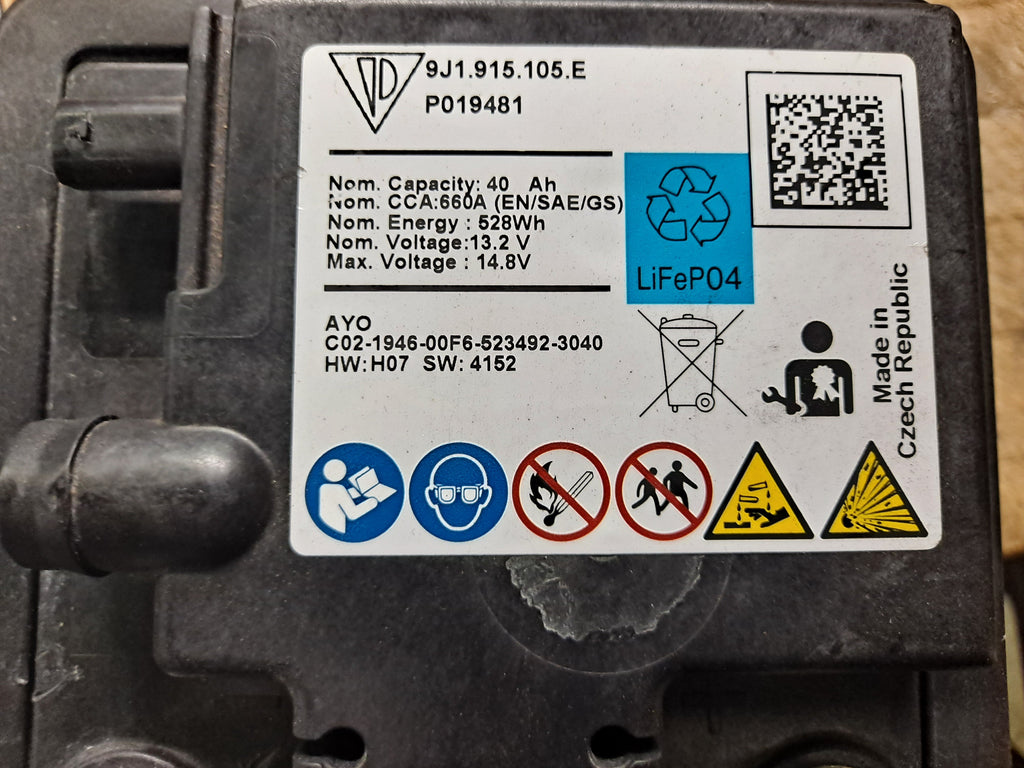 9J1.915.105.E
P019481
Nom. Capacity: 40 Ah
Nom. CCA:660A (EN/SAE/GS)
Nom. Energy : 528Wh
Nom. Voltage:13.2 V
Max. Voltage : 14.8V
LiFePO4
AYO
C02-1946-00F6-523492-3040
HW:H07 SW: 4152
Made in
Czech Republic